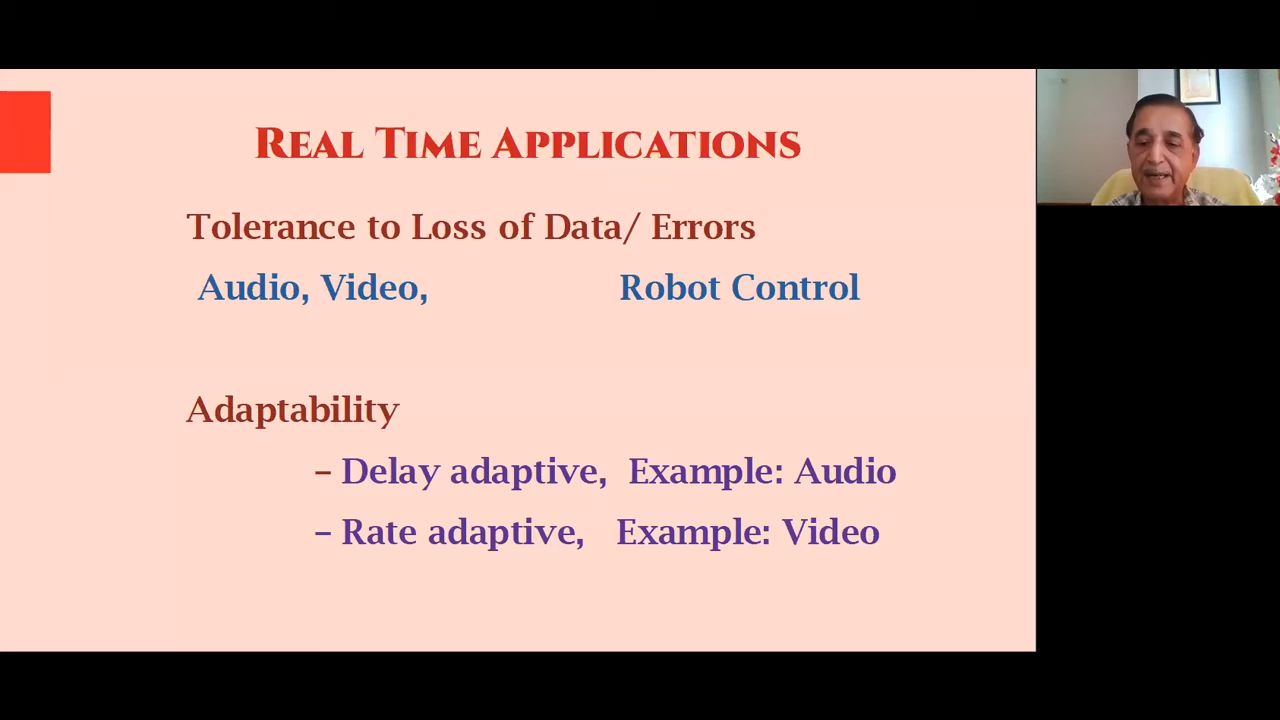 Real Time Applications
Tolerance to Loss of Data/ Errors
Audio, Video, Robot Control
Adaptability
– Delay adaptive, Example: Audio
– Rate adaptive, Example: Video